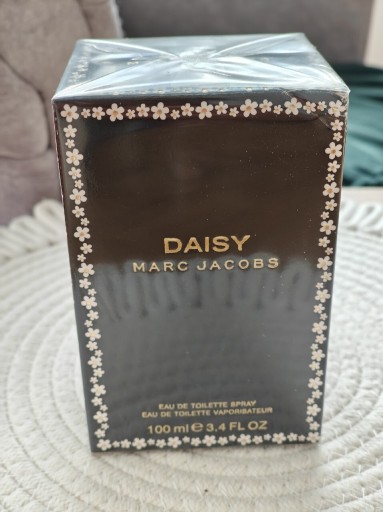 DAISY
MARC JACOBS
EAU DE TOILETTE SPRAY
EAU DE TOILETTE VAPORISATEUR
100 ml ℮ 3.4 FL OZ